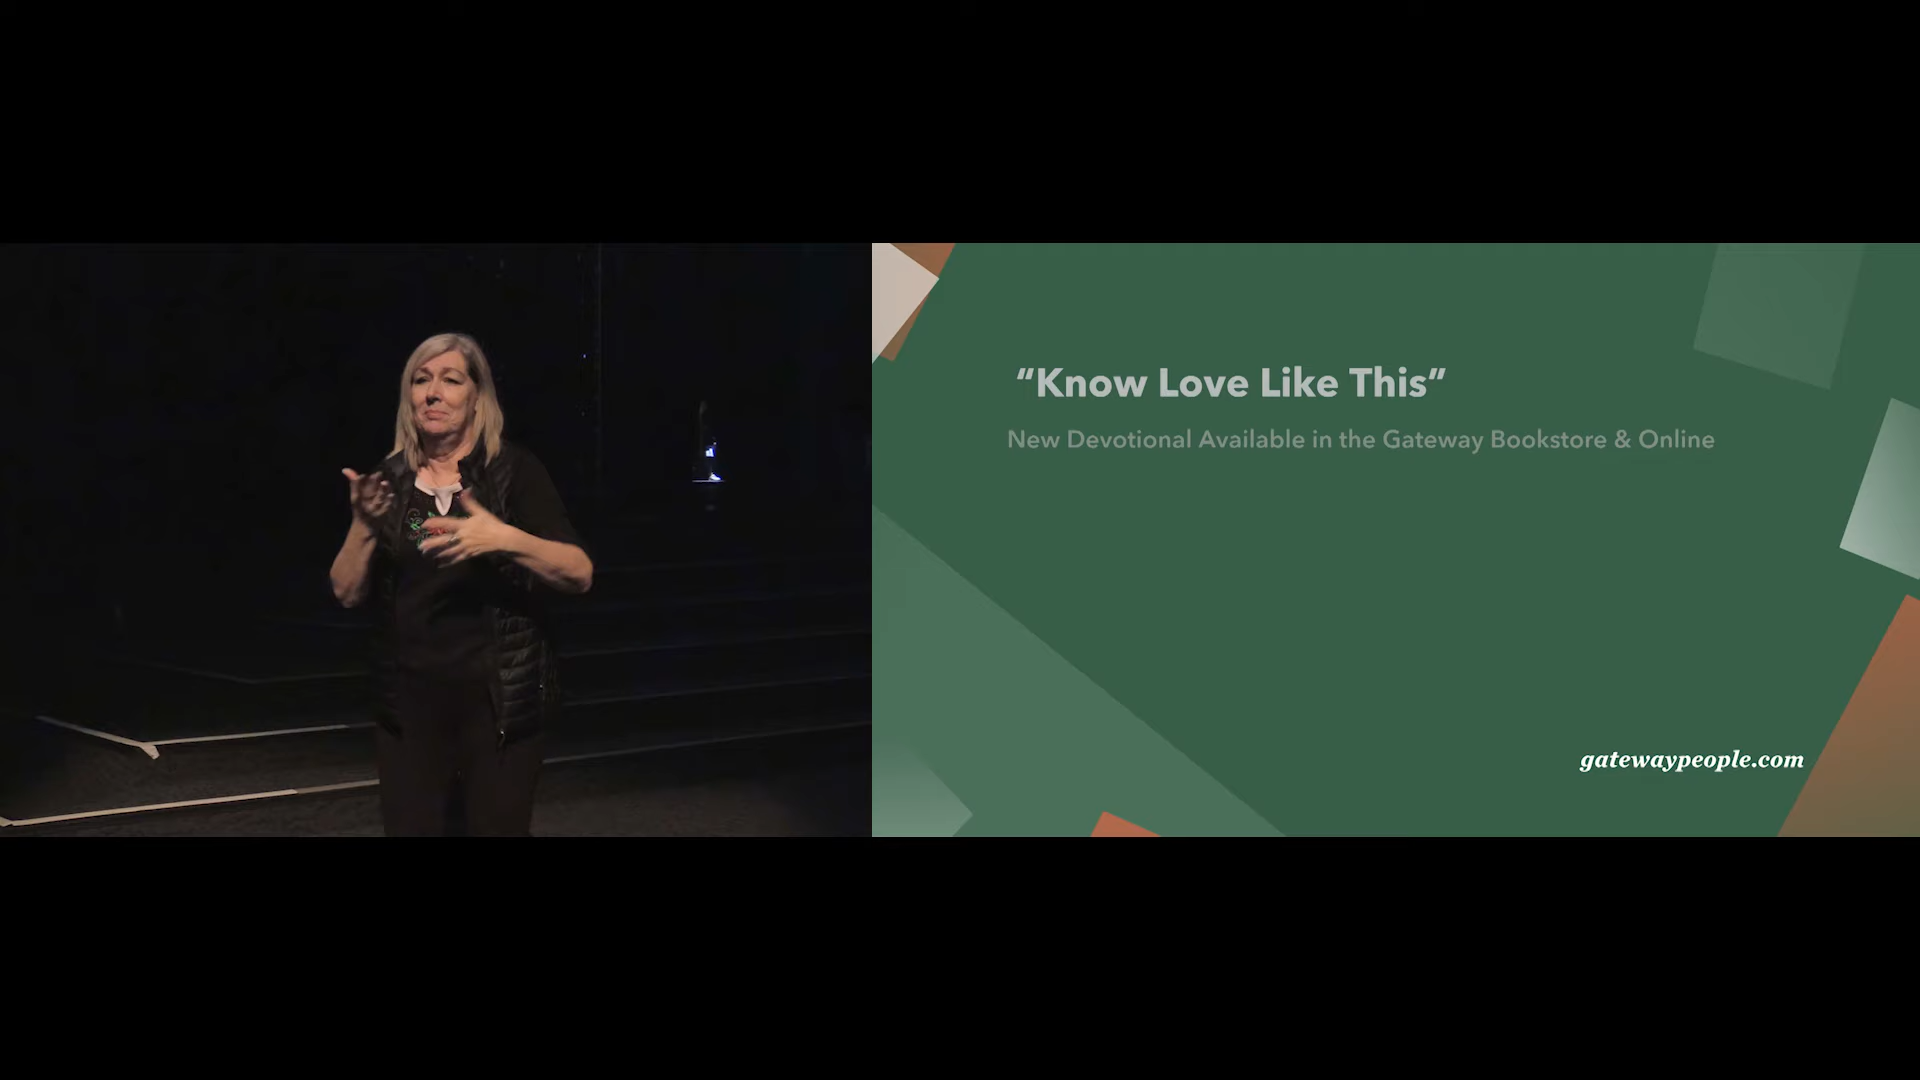 “Know Love Like This”
New Devotional Available in the Gateway Bookstore & Online
gatewaypeople.com